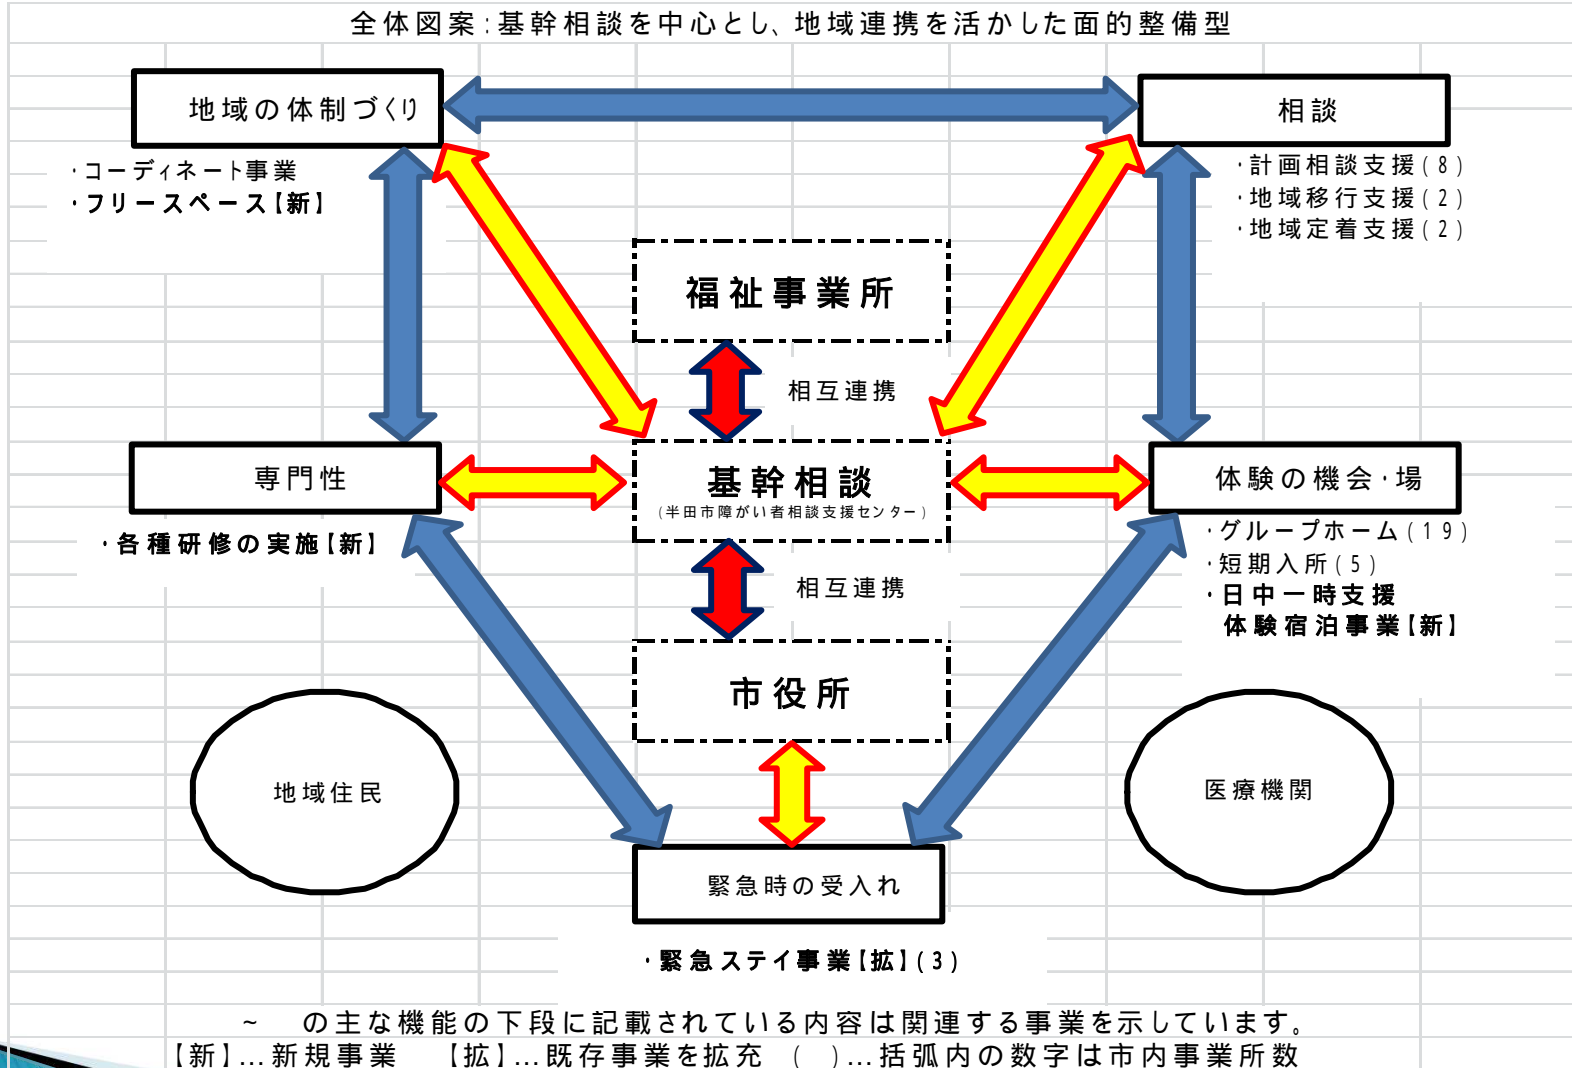 全体図案:基幹相談を中心とし、地域連携を活かした面的整備型
地域の体制づくり
・コーディネート事業
・フリースペース【新】
相談
・計画相談支援(8)
・地域移行支援(2)
・地域定着支援(2)
福祉事業所
相互連携
専門性
・各種研修の実施【新】
基幹相談
(半田市障がい者相談支援センター)
体験の機会・場
・グループホーム(19)
・短期入所(5)
・日中一時支援
体験宿泊事業【新】
相互連携
市役所
地域住民
医療機関
緊急時の受入れ
・緊急ステイ事業【拡】(3)
~ の主な機能の下段に記載されている内容は関連する事業を示しています。
【新】…新規事業 【拡】…既存事業を拡充 ( )…括弧内の数字は市内事業所数